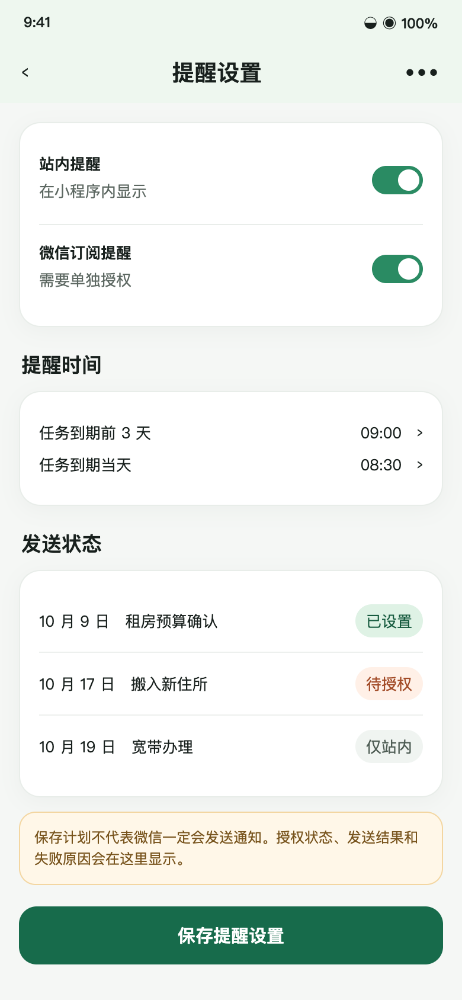 9:41 100%
提醒设置
站内提醒
在小程序内显示
微信订阅提醒
需要单独授权
提醒时间
任务到期前 3 天 09:00 >
任务到期当天 08:30 >
发送状态
10 月 9 日 租房预算确认 已设置
10 月 17 日 搬入新住所 待授权
10 月 19 日 宽带办理 仅站内
保存计划不代表微信一定会发送通知。授权状态、发送结果和
失败原因会在这里显示。
保存提醒设置